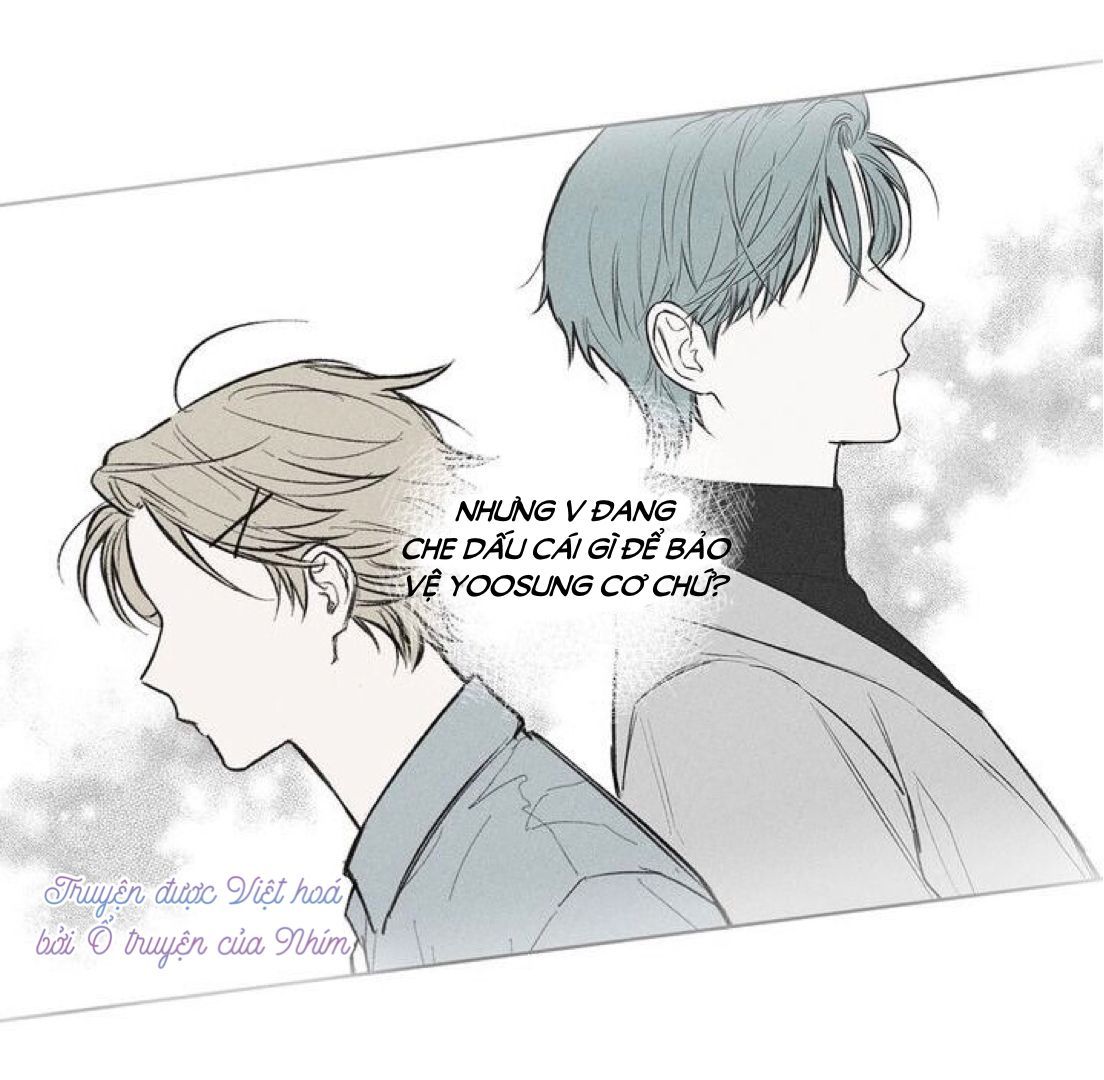 NHƯNG V ĐANG
CHE DẤU CÁI GÌ ĐỂ BẢO
VỆ YOOSUNG CƠ CHỨ?
Truyện được Việt hoá
bởi Ổ truyện của Nhím